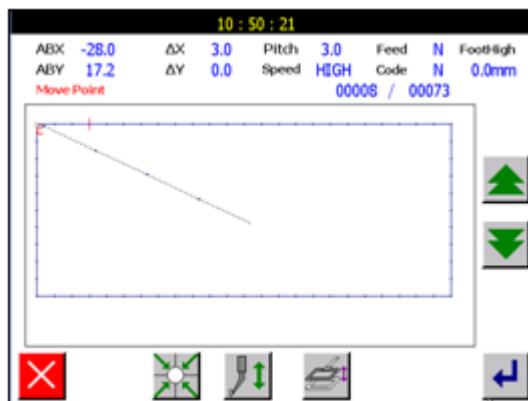 10 : 50 : 21
ABX -28.0 ΔX 3.0 Pitch 3.0 Feed N FootHigh
ABY 17.2 ΔY 0.0 Speed HIGH Code N 0.0mm
Move Point 00008 / 00073